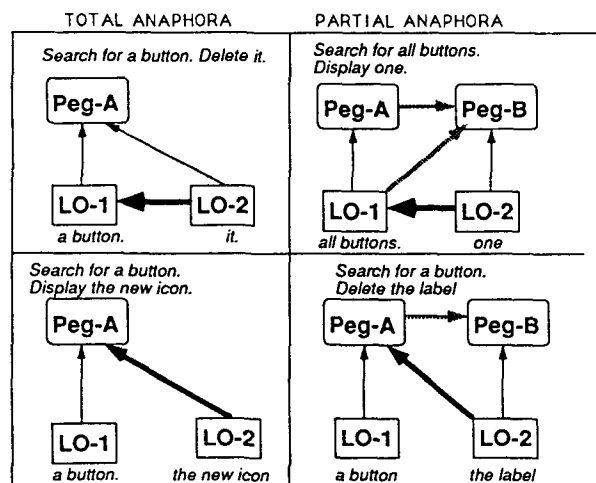 TOTAL ANAPHORA
PARTIAL ANAPHORA
Search for a button. Delete it.
Peg-A
LO-1
LO-2
a button.
it.
Search for all buttons.
Display one.
Peg-A
Peg-B
LO-1
LO-2
all buttons.
one
Search for a button.
Display the new icon.
Peg-A
LO-1
LO-2
a button.
the new icon
Search for a button.
Delete the label
Peg-A
Peg-B
LO-1
LO-2
a button
the label